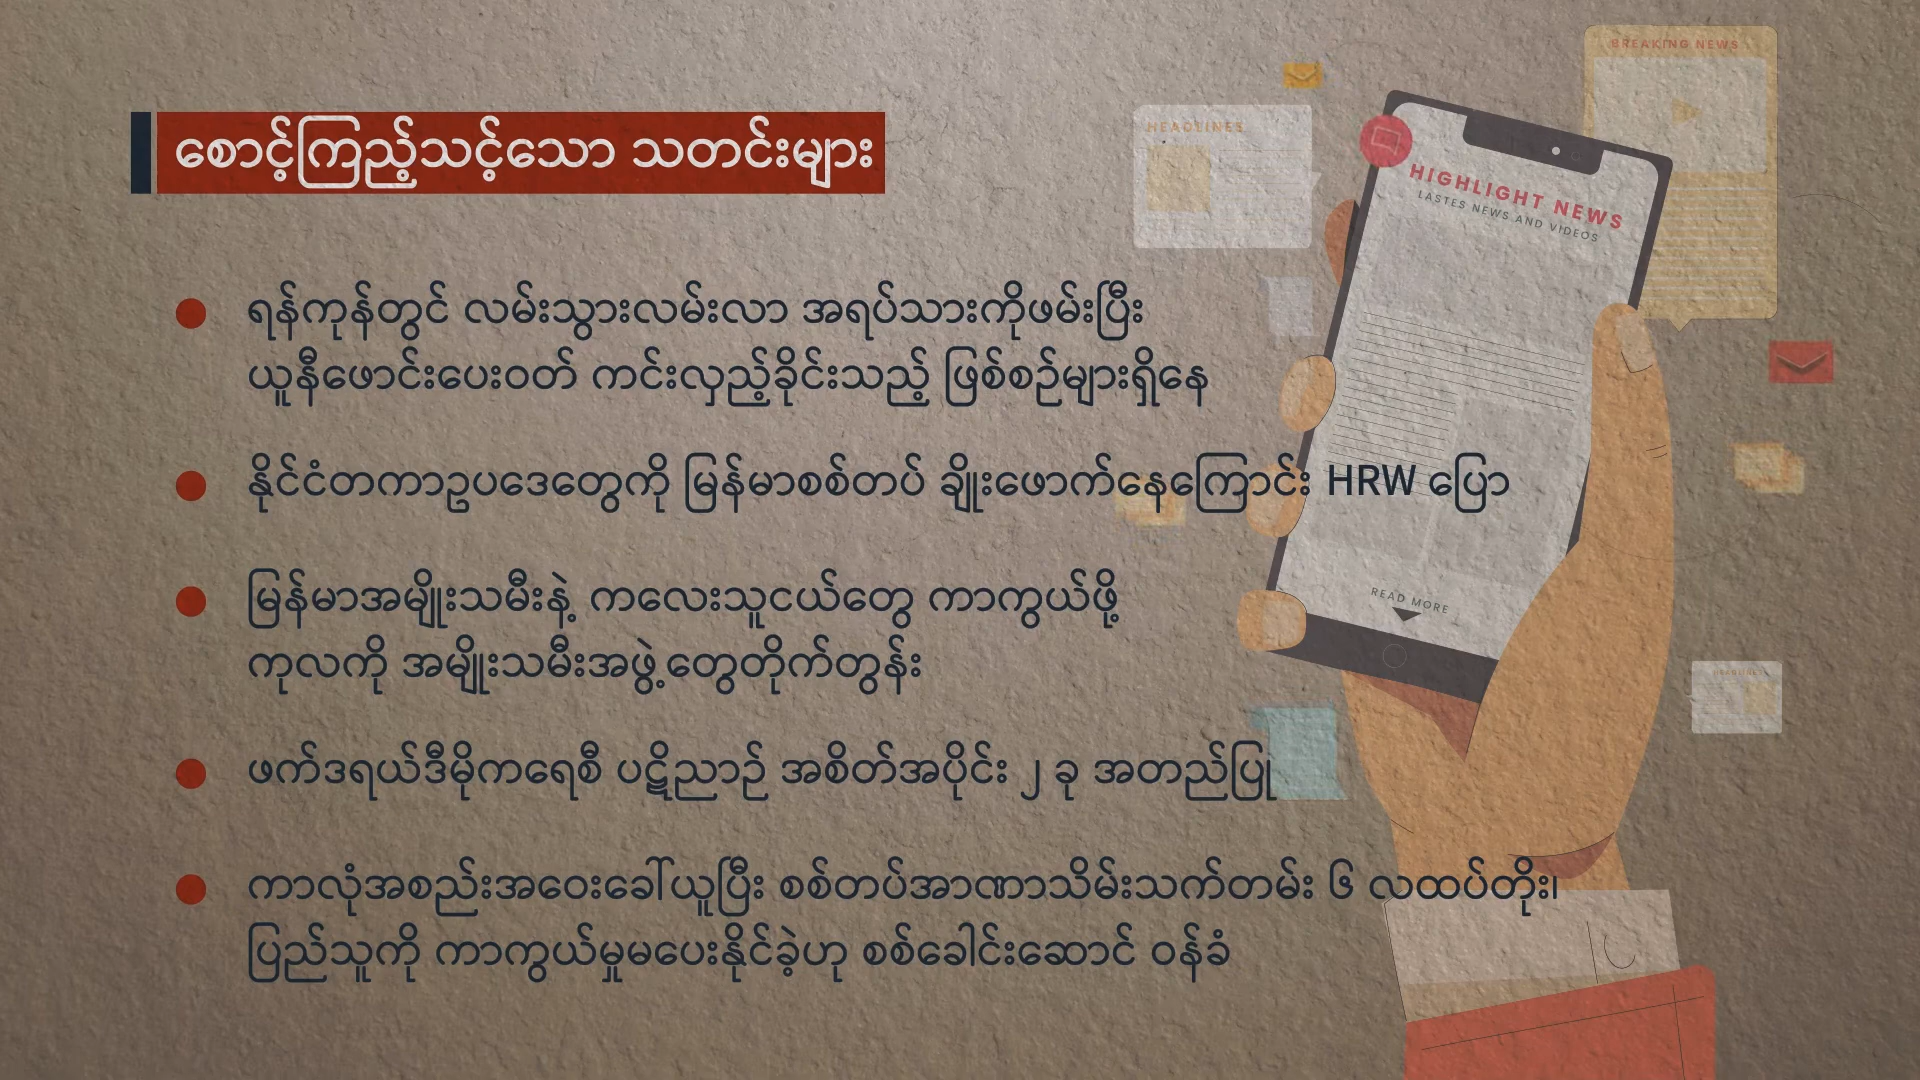 BREAKING NEWS
HEADLINES
စောင့်ကြည့်သင့်သော သတင်းများ
HIGHLIGHT NEWS
LASTES NEWS AND VIDEOS
ရန်ကုန်တွင် လမ်းသွားလမ်းလာ အရပ်သားကိုဖမ်းပြီး
ယူနီဖောင်းပေးဝတ် ကင်းလှည့်ခိုင်းသည့် ဖြစ်စဉ်များရှိနေ
နိုင်ငံတကာဥပဒေတွေကို မြန်မာစစ်တပ် ချိုးဖောက်နေကြောင်း HRW ပြော
မြန်မာအမျိုးသမီးနဲ့ ကလေးသူငယ်တွေ ကာကွယ်ဖို့
ကုလကို အမျိုးသမီးအဖွဲ့တွေတိုက်တွန်း
READ MORE
HEADLINES
ဖက်ဒရယ်ဒီမိုကရေစီ ပဋိညာဉ် အစိတ်အပိုင်း ၂ ခု အတည်ပြု
ကာလုံအစည်းအဝေးခေါ်ယူပြီး စစ်တပ်အာဏာသိမ်းသက်တမ်း ၆ လထပ်တိုး၊
ပြည်သူကို ကာကွယ်မှုမပေးနိုင်ခဲ့ဟု စစ်ခေါင်းဆောင် ဝန်ခံ